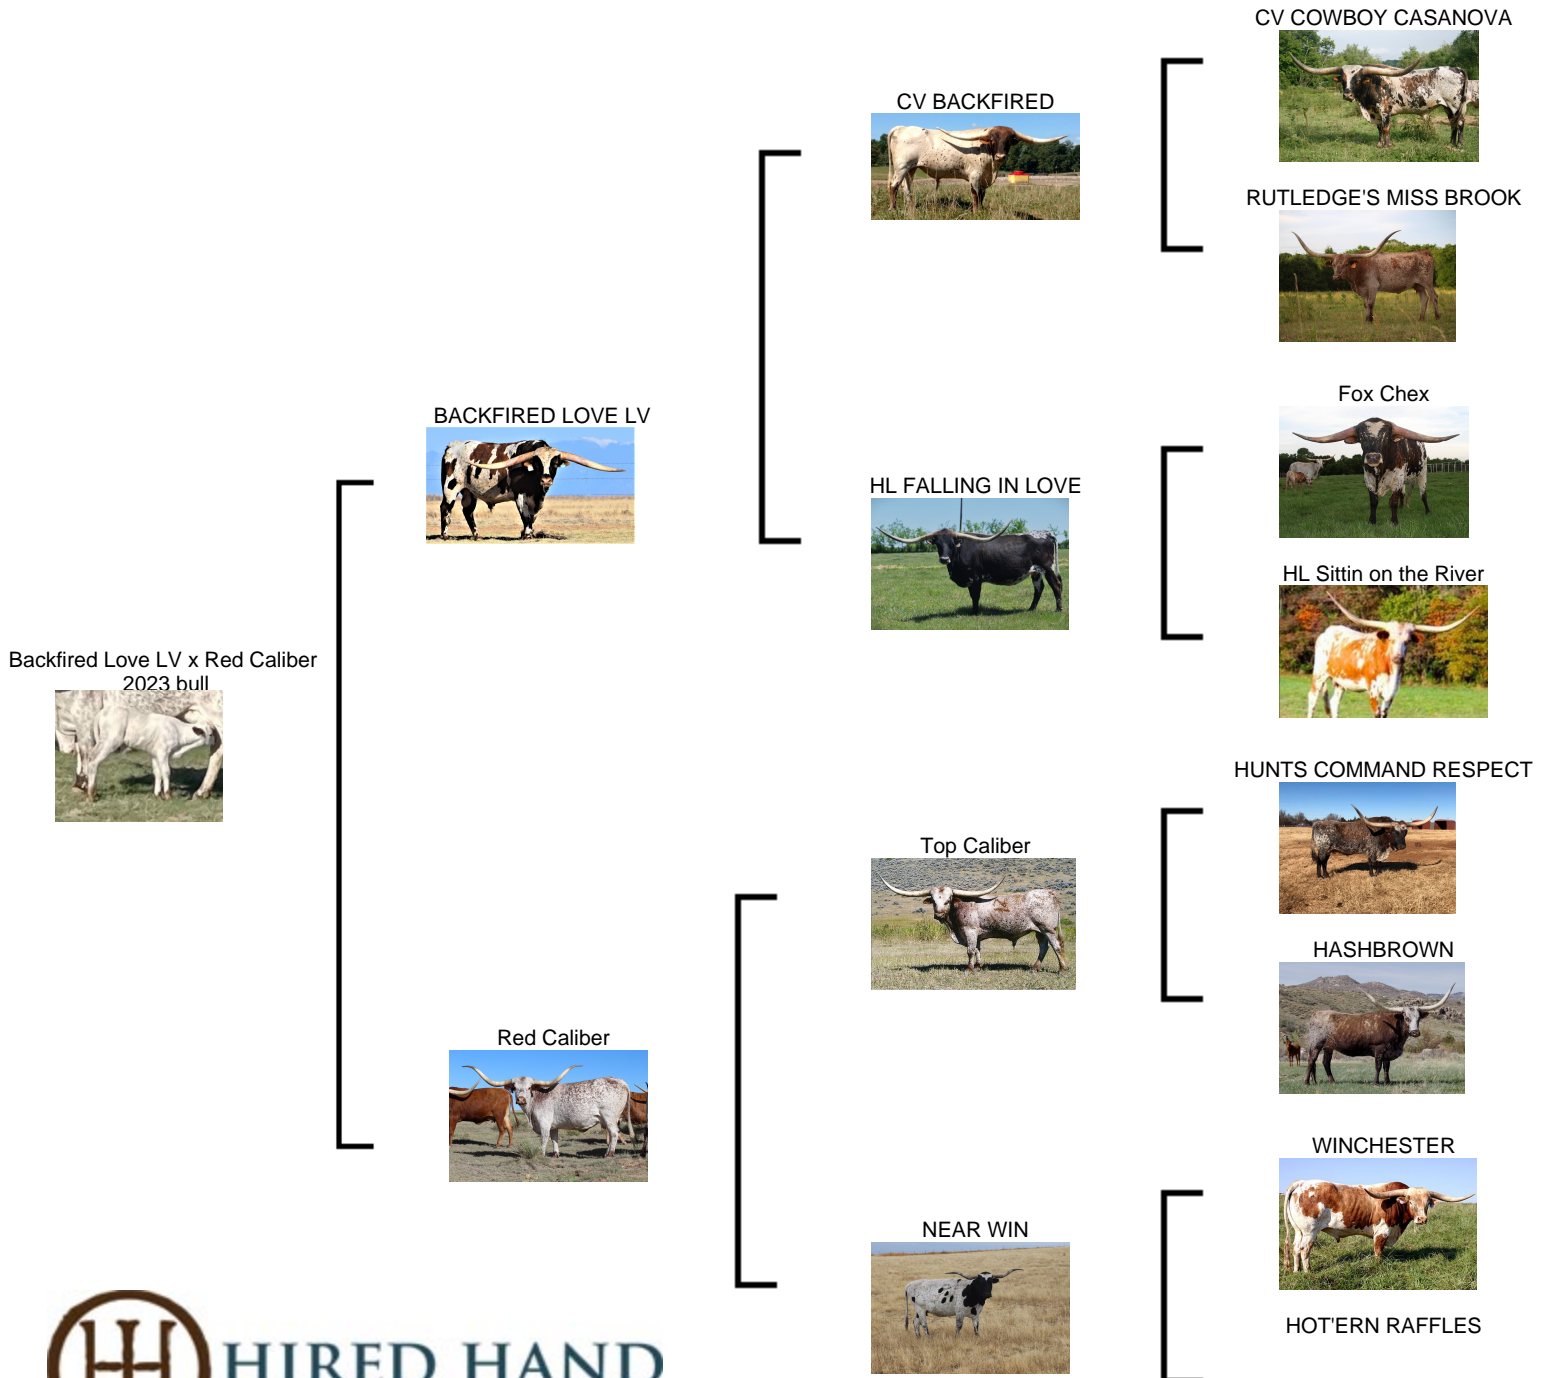 CV COWBOY CASANOVA
CV BACKFIRED
RUTLEDGE'S MISS BROOK
Fox Chex
BACKFIRED LOVE LV
HL FALLING IN LOVE
HL Sittin on the River
Backfired Love LV x Red Caliber
2023 bull
HUNTS COMMAND RESPECT
Top Caliber
HASHBROWN
Red Caliber
WINCHESTER
NEAR WIN
HOT'ERN RAFFLES
HIRED HAND